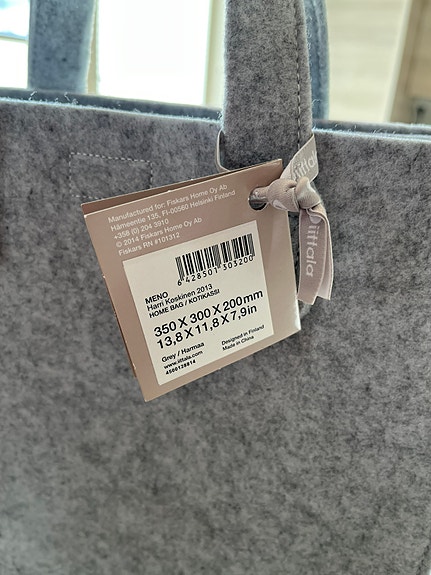 Manufactured for: Fiskars Home Oy Ab
Hämeentie 135, FI-00560 Helsinki Finland
+358 (0) 204 3910
© 2014 Fiskars Home Oy Ab
Fiskars RN #101312
6 428501 303200
MENO
Harri Koskinen 2013
HOME BAG / KOTIKASSI
350 X 300 X 200mm
13,8 X 11,8 X 7,9in
Grey / Harmaa
www.iittala.com
4500128814
Designed in Finland
Made in China
iittala
iittala